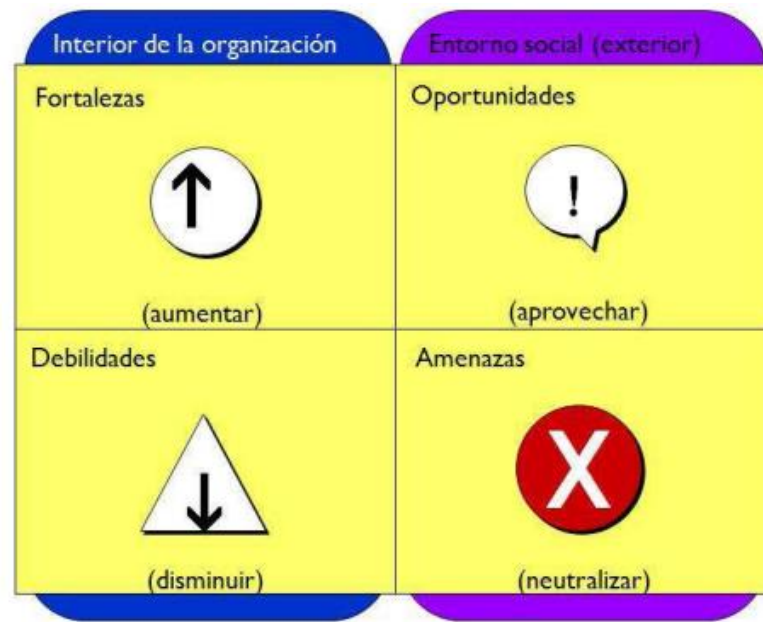 Interior de la organización
Entorno social (exterior)
Fortalezas
Oportunidades
!
(aumentar)
(aprovechar)
Debilidades
Amenazas
X
(disminuir)
(neutralizar)